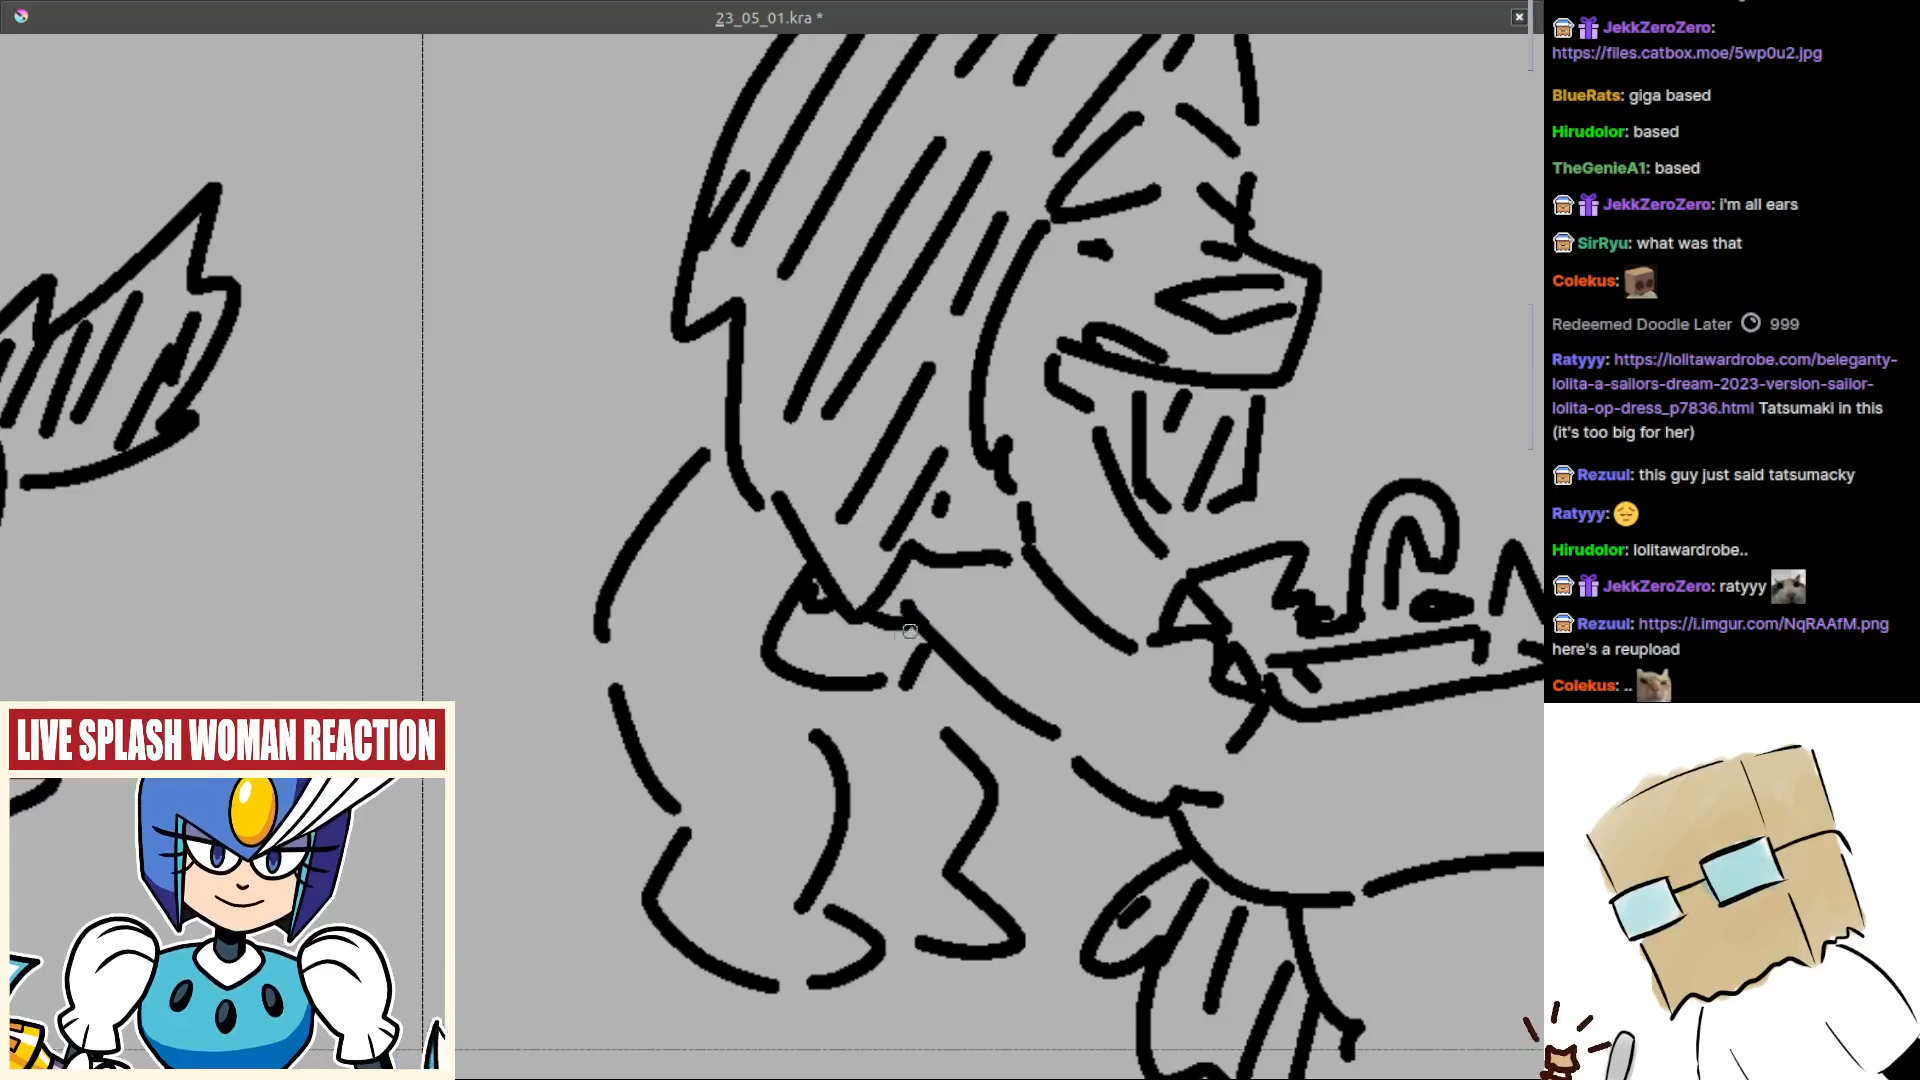 23_05_01.kra *
JekkZeroZero:
https://files.catbox.moe/5wp0u2.jpg
BlueRats: giga based
Hirudolor: based
TheGenieA1: based
JekkZeroZero: i'm all ears
SirRyu: what was that
Colekus:
Redeemed Doodle Later 999
Ratyyy: https://lolitawardrobe.com/beleganty-
lolita-a-sailors-dream-2023-version-sailor-
lolita-op-dress_p7836.html Tatsumaki in this
(it's too big for her)
Rezuul: this guy just said tatsumacky
Ratyyy:
Hirudolor: lolitawardrobe..
JekkZeroZero: ratyyy
Rezuul: https://i.imgur.com/NqRAAfM.png
here's a reupload
Colekus: ..
LIVE SPLASH WOMAN REACTION